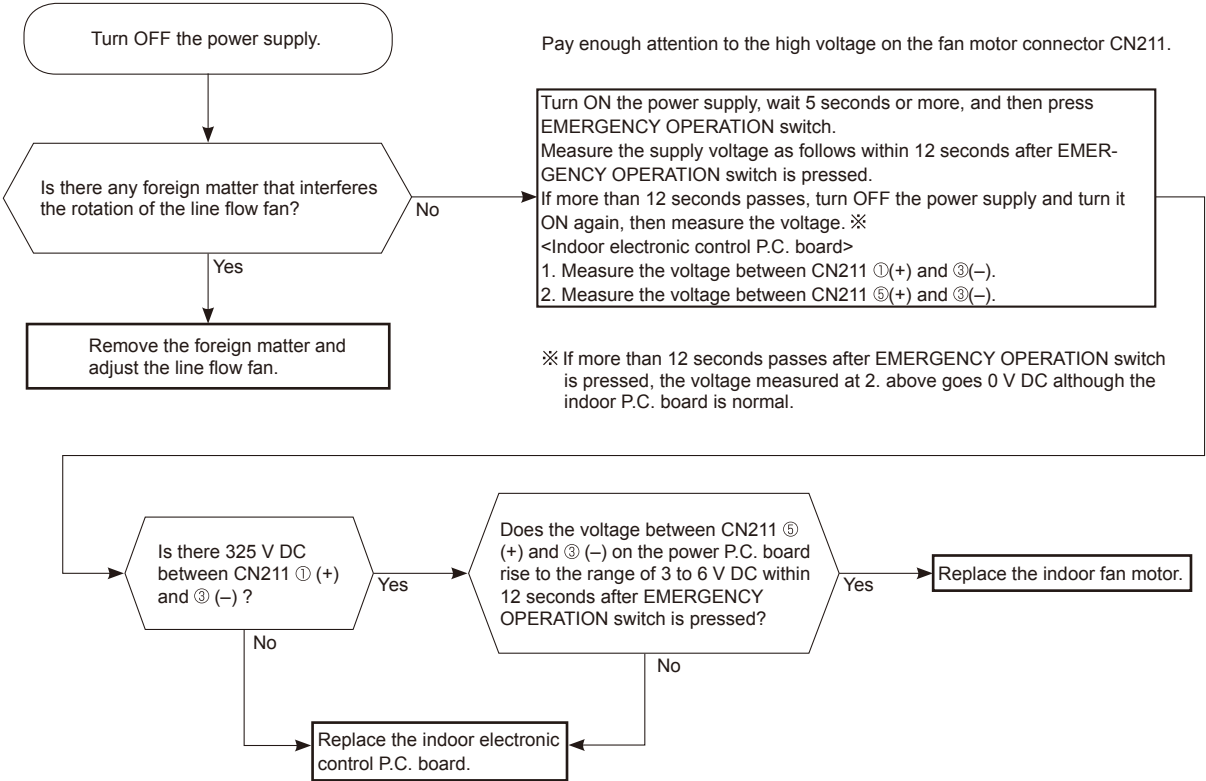 Turn OFF the power supply.
Pay enough attention to the high voltage on the fan motor connector CN211.
Is there any foreign matter that interferes
the rotation of the line flow fan?
No
Yes
Remove the foreign matter and
adjust the line flow fan.
Turn ON the power supply, wait 5 seconds or more, and then press
EMERGENCY OPERATION switch.
Measure the supply voltage as follows within 12 seconds after EMER-
GENCY OPERATION switch is pressed.
If more than 12 seconds passes, turn OFF the power supply and turn it
ON again, then measure the voltage. ※
<Indoor electronic control P.C. board>
1. Measure the voltage between CN211 ①(+) and ③(–).
2. Measure the voltage between CN211 ⑤(+) and ③(–).
※ If more than 12 seconds passes after EMERGENCY OPERATION switch
is pressed, the voltage measured at 2. above goes 0 V DC although the
indoor P.C. board is normal.
Is there 325 V DC
between CN211 ① (+)
and ③ (–) ?
Yes
No
Does the voltage between CN211 ⑤
(+) and ③ (–) on the power P.C. board
rise to the range of 3 to 6 V DC within
12 seconds after EMERGENCY
OPERATION switch is pressed?
Yes
No
Replace the indoor fan motor.
Replace the indoor electronic
control P.C. board.